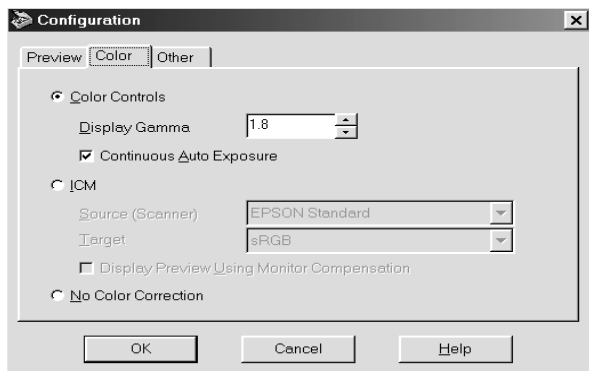 Configuration
Preview Color Other
Color Controls
Display Gamma 1.8
Continuous Auto Exposure
ICM
Source (Scanner) EPSON Standard
Target sRGB
Display Preview Using Monitor Compensation
No Color Correction
OK Cancel Help